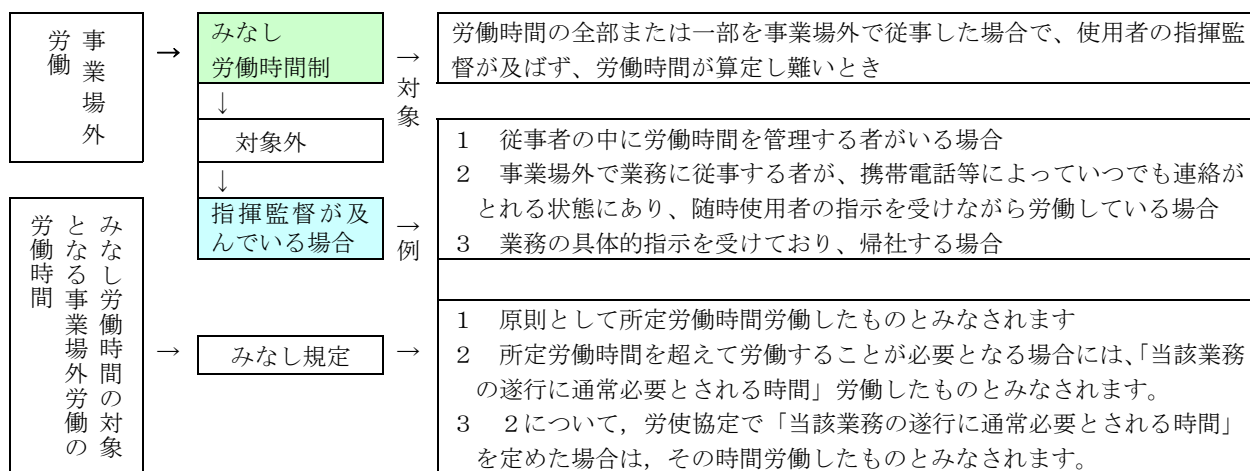 事業場外
労働
→
みなし
労働時間制
↓
対象外
↓
指揮監督が及
んでいる場合
→
対象
労働時間の全部または一部を事業場外で従事した場合で、使用者の指揮監
督が及ばず、労働時間が算定し難いとき
→
例
1 従事者の中に労働時間を管理する者がいる場合
2 事業場外で業務に従事する者が、携帯電話等によっていつでも連絡が
とれる状態にあり、随時使用者の指示を受けながら労働している場合
3 業務の具体的指示を受けており、帰社する場合
みなし労働時間の対象
となる事業場外労働の
労働時間
→
みなし規定
→
1 原則として所定労働時間労働したものとみなされます
2 所定労働時間を超えて労働することが必要となる場合には、「当該業務
の遂行に通常必要とされる時間」労働したものとみなされます。
3 2について，労使協定で「当該業務の遂行に通常必要とされる時間」
を定めた場合は，その時間労働したものとみなされます。